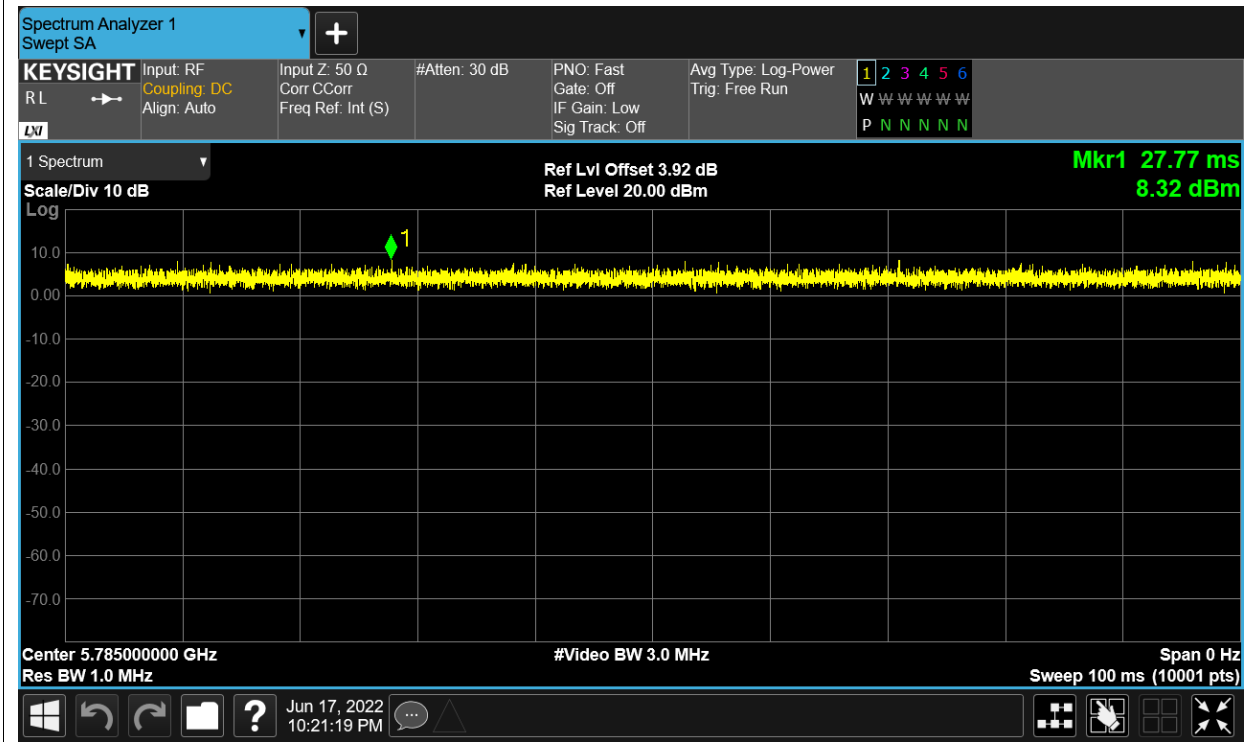 Spectrum Analyzer 1
Swept SA
KEYSIGHT
R L
LXI
Input: RF
Coupling: DC
Align: Auto
Input Z: 50 Ω
Corr CCorr
Freq Ref: Int (S)
#Atten: 30 dB
PNO: Fast
Gate: Off
IF Gain: Low
Sig Track: Off
Avg Type: Log-Power
Trig: Free Run
1 2 3 4 5 6
W W W W W W
P N N N N N
1 Spectrum
Scale/Div 10 dB
Ref Lvl Offset 3.92 dB
Ref Level 20.00 dBm
Mkr1 27.77 ms
8.32 dBm
Log
1
10.0
0.00
-10.0
-20.0
-30.0
-40.0
-50.0
-60.0
-70.0
Center 5.785000000 GHz
#Video BW 3.0 MHz
Span 0 Hz
Res BW 1.0 MHz
Sweep 100 ms (10001 pts)
?
Jun 17, 2022
10:21:19 PM